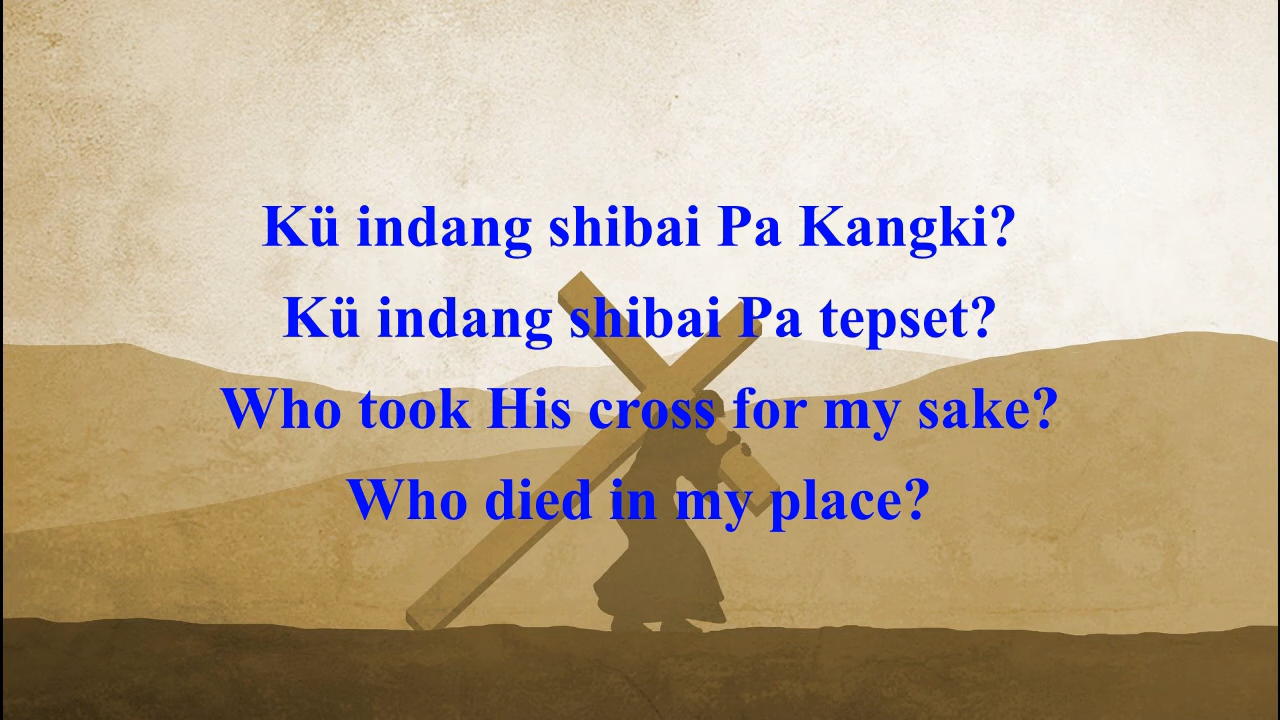 Kü indang shibai Pa Kangki?
Kü indang shibai Pa tepset?
Who took His cross for my sake?
Who died in my place?